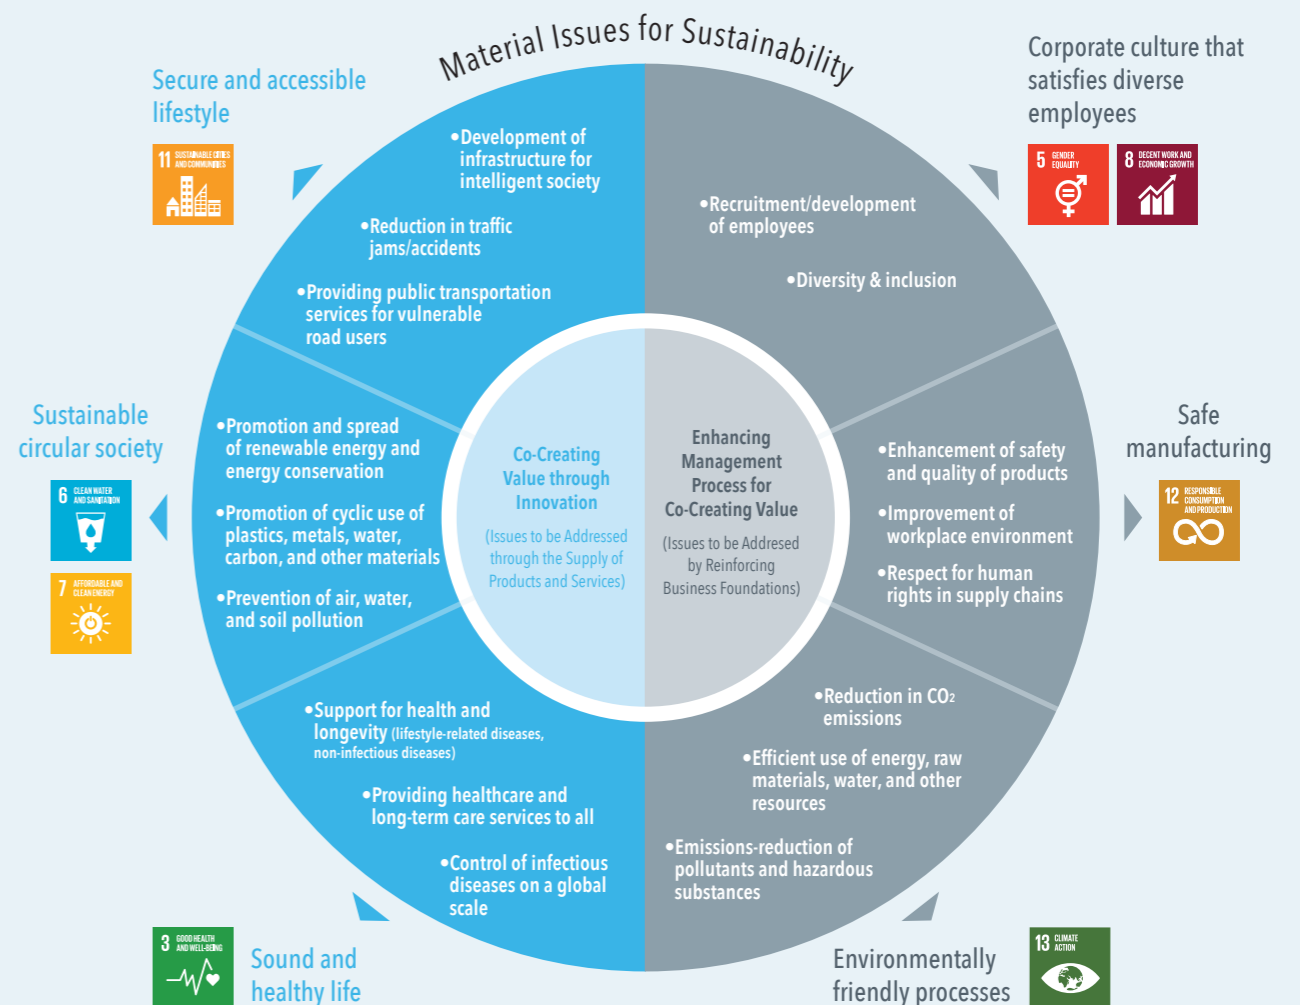 Material Issues for Sustainability
Secure and accessible
lifestyle
11 SUSTAINABLE CITIES
AND COMMUNITIES
•Development of
infrastructure for
intelligent society
•Reduction in traffic
jams/accidents
•Providing public transportation
services for vulnerable
road users
Corporate culture that
satisfies diverse
employees
5 GENDER
EQUALITY
8 DECENT WORK AND
ECONOMIC GROWTH
•Recruitment/development
of employees
•Diversity & inclusion
Sustainable
circular society
6 CLEAN WATER
AND SANITATION
7 AFFORDABLE AND
CLEAN ENERGY
•Promotion and spread
of renewable energy and
energy conservation
•Promotion of cyclic use of
plastics, metals, water,
carbon, and other materials
•Prevention of air, water,
and soil pollution
Co-Creating
Value through
Innovation
(Issues to be Addressed
through the Supply of
Products and Services)
Enhancing
Management
Process for
Co-Creating Value
(Issues to be Addresed
by Reinforcing
Business Foundations)
•Enhancement of safety
and quality of products
•Improvement of
workplace environment
•Respect for human
rights in supply chains
Safe
manufacturing
12 RESPONSIBLE
CONSUMPTION
AND PRODUCTION
•Support for health and
longevity (lifestyle-related diseases,
non-infectious diseases)
•Providing healthcare and
long-term care services to all
•Control of infectious
diseases on a global
scale
•Reduction in CO₂
emissions
•Efficient use of energy, raw
materials, water, and other
resources
•Emissions-reduction of
pollutants and hazardous
substances
3 GOOD HEALTH
AND WELL-BEING
Sound and
healthy life
Environmentally
friendly processes
13 CLIMATE
ACTION